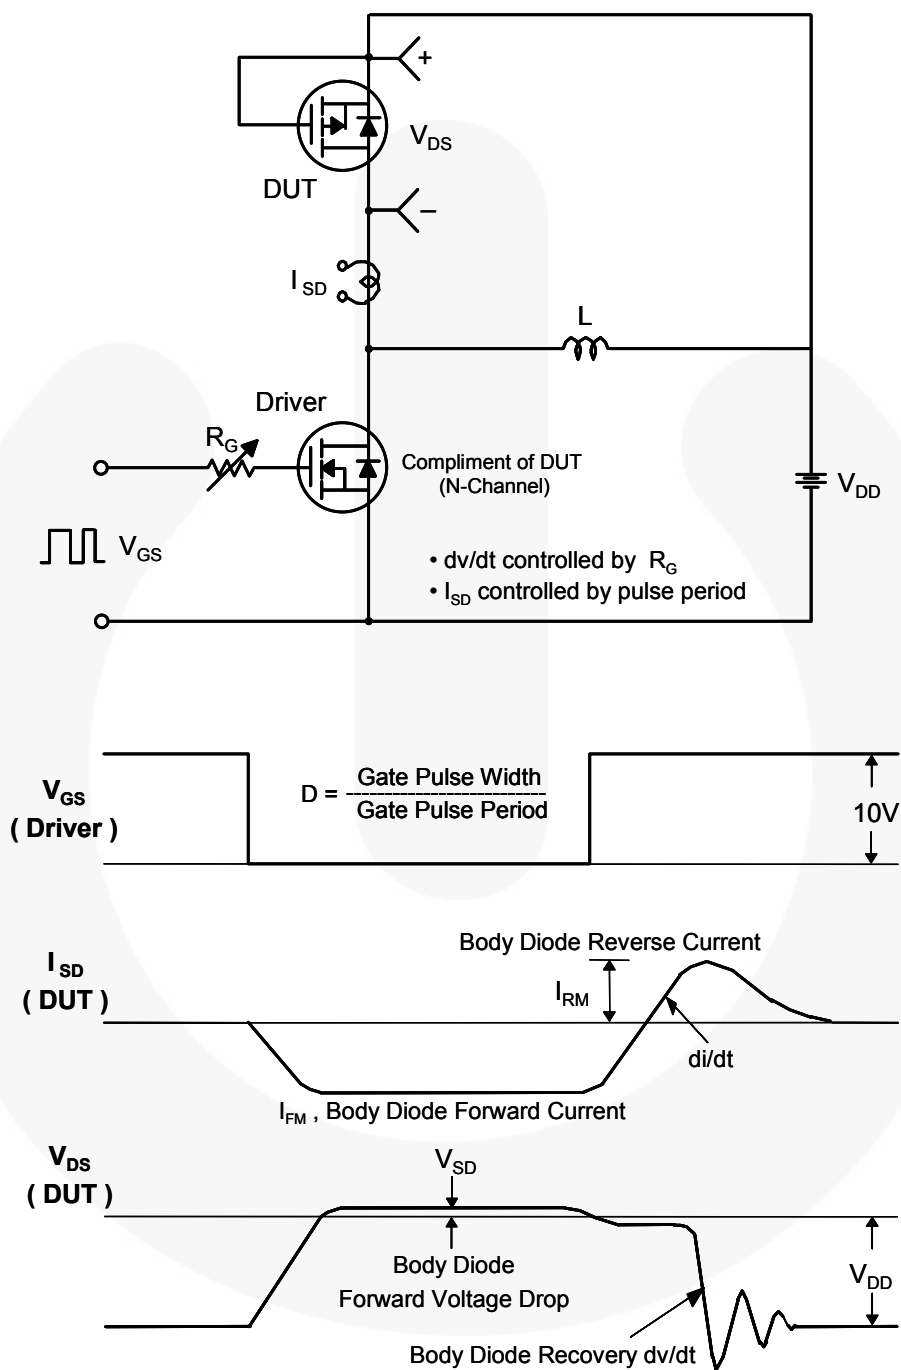 +
V_DS
DUT
–
I_SD
L
Driver
R_G
Compliment of DUT
(N-Channel)
V_DD
V_GS
• dv/dt controlled by R_G
• I_SD controlled by pulse period
V_GS
( Driver )
D = Gate Pulse Width
--------------------------
Gate Pulse Period
10V
Body Diode Reverse Current
I_SD
( DUT )
I_RM
di/dt
I_FM , Body Diode Forward Current
V_DS
( DUT )
V_SD
Body Diode
Forward Voltage Drop
V_DD
Body Diode Recovery dv/dt